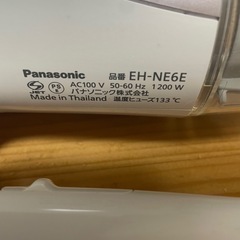 Panasonic 品番 EH-NE6E
AC100 V 50-60 Hz 1200 W
パナソニック株式会社
Made in Thailand 温度ヒューズ133℃